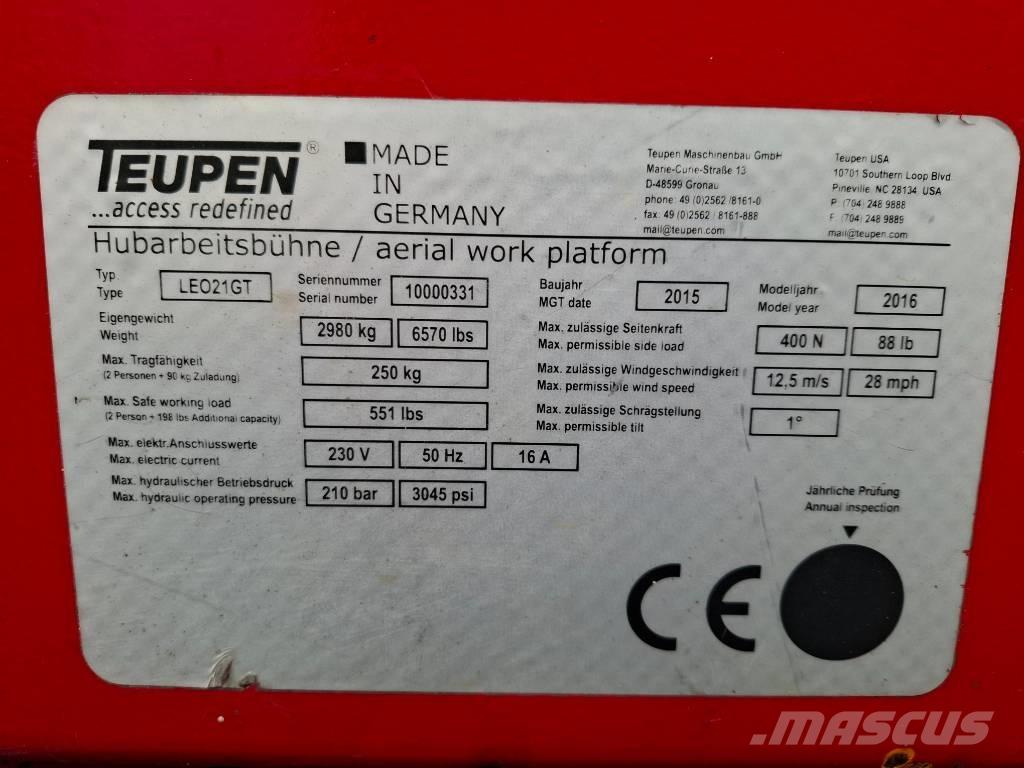 TEUPEN®
...access redefined
MADE
IN
GERMANY
Teupen Maschinenbau GmbH
Marie-Curie-Straße 13
D-48599 Gronau
phone: 49 (0)2562 /8161-0
fax: 49 (0)2562 / 8161-888
mail@teupen.com
Teupen USA
10701 Southern Loop Blvd.
Pineville, NC 28134, USA
P (704) 248 9888
F (704) 248 9889
mail@teupen.com
Hubarbeitsbühne / aerial work platform
Typ.
Type
LEO21GT
Seriennummer
Serial number
10000331
Baujahr
MGT date
2015
Modelljahr
Model year
2016
Eigengewicht
Weight
2980 kg
6570 lbs
Max. zulässige Seitenkraft
Max. permissible side load
400 N
88 lb
Max. Tragfähigkeit
(2 Personen + 90 kg Zuladung)
250 kg
Max. zulässige Windgeschwindigkeit
Max. permissible wind speed
12,5 m/s
28 mph
Max. Safe working load
(2 Person + 198 lbs Additional capacity)
551 lbs
Max. zulässige Schrägstellung
Max. permissible tilt
1°
Max. elektr.Anschlusswerte
Max. electric current
230 V
50 Hz
16 A
Max. hydraulischer Betriebsdruck
Max. hydraulic operating pressure
210 bar
3045 psi
Jährliche Prüfung
Annual inspection
CE
MASCUS